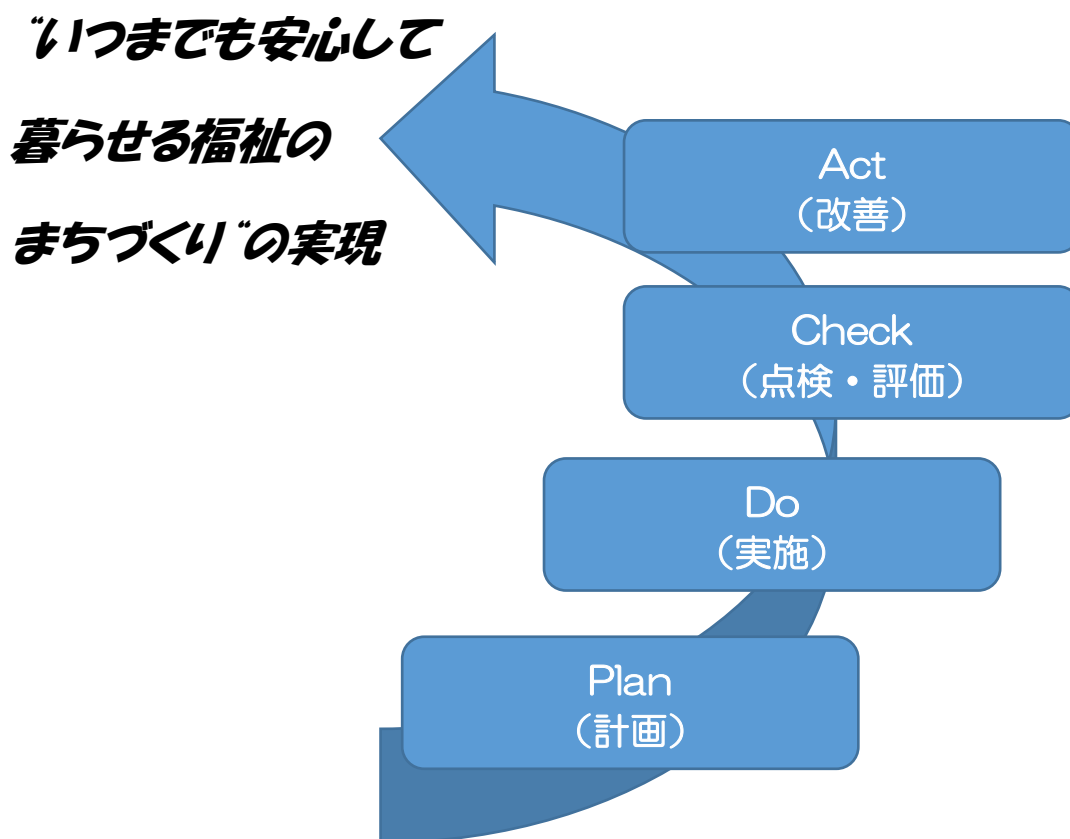 “いつまでも安心して
暮らせる福祉の
まちづくり“の実現
Act
（改善）
Check
（点検・評価）
Do
（実施）
Plan
（計画）